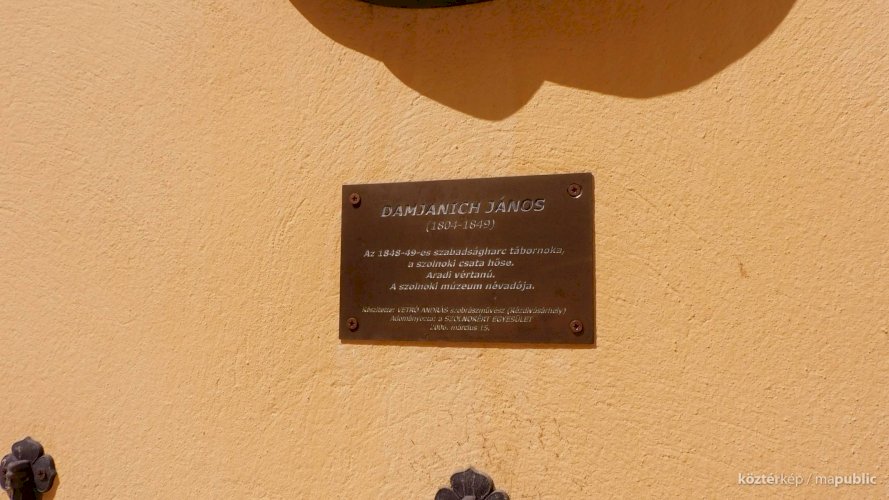 DAMJANICH JÁNOS
(1804-1849)
Az 1848-49-es szabadságharc tábornoka,
a szolnoki csata hőse.
Aradi vértanú.
A szolnoki múzeum névadója.
Készítette: VETRÓ ANDRÁS szobrászművész (Kézdivásárhely)
Adományozta: a SZOLNOKÉRT EGYESÜLET
2006. március 15.
köztérkép / mapublic